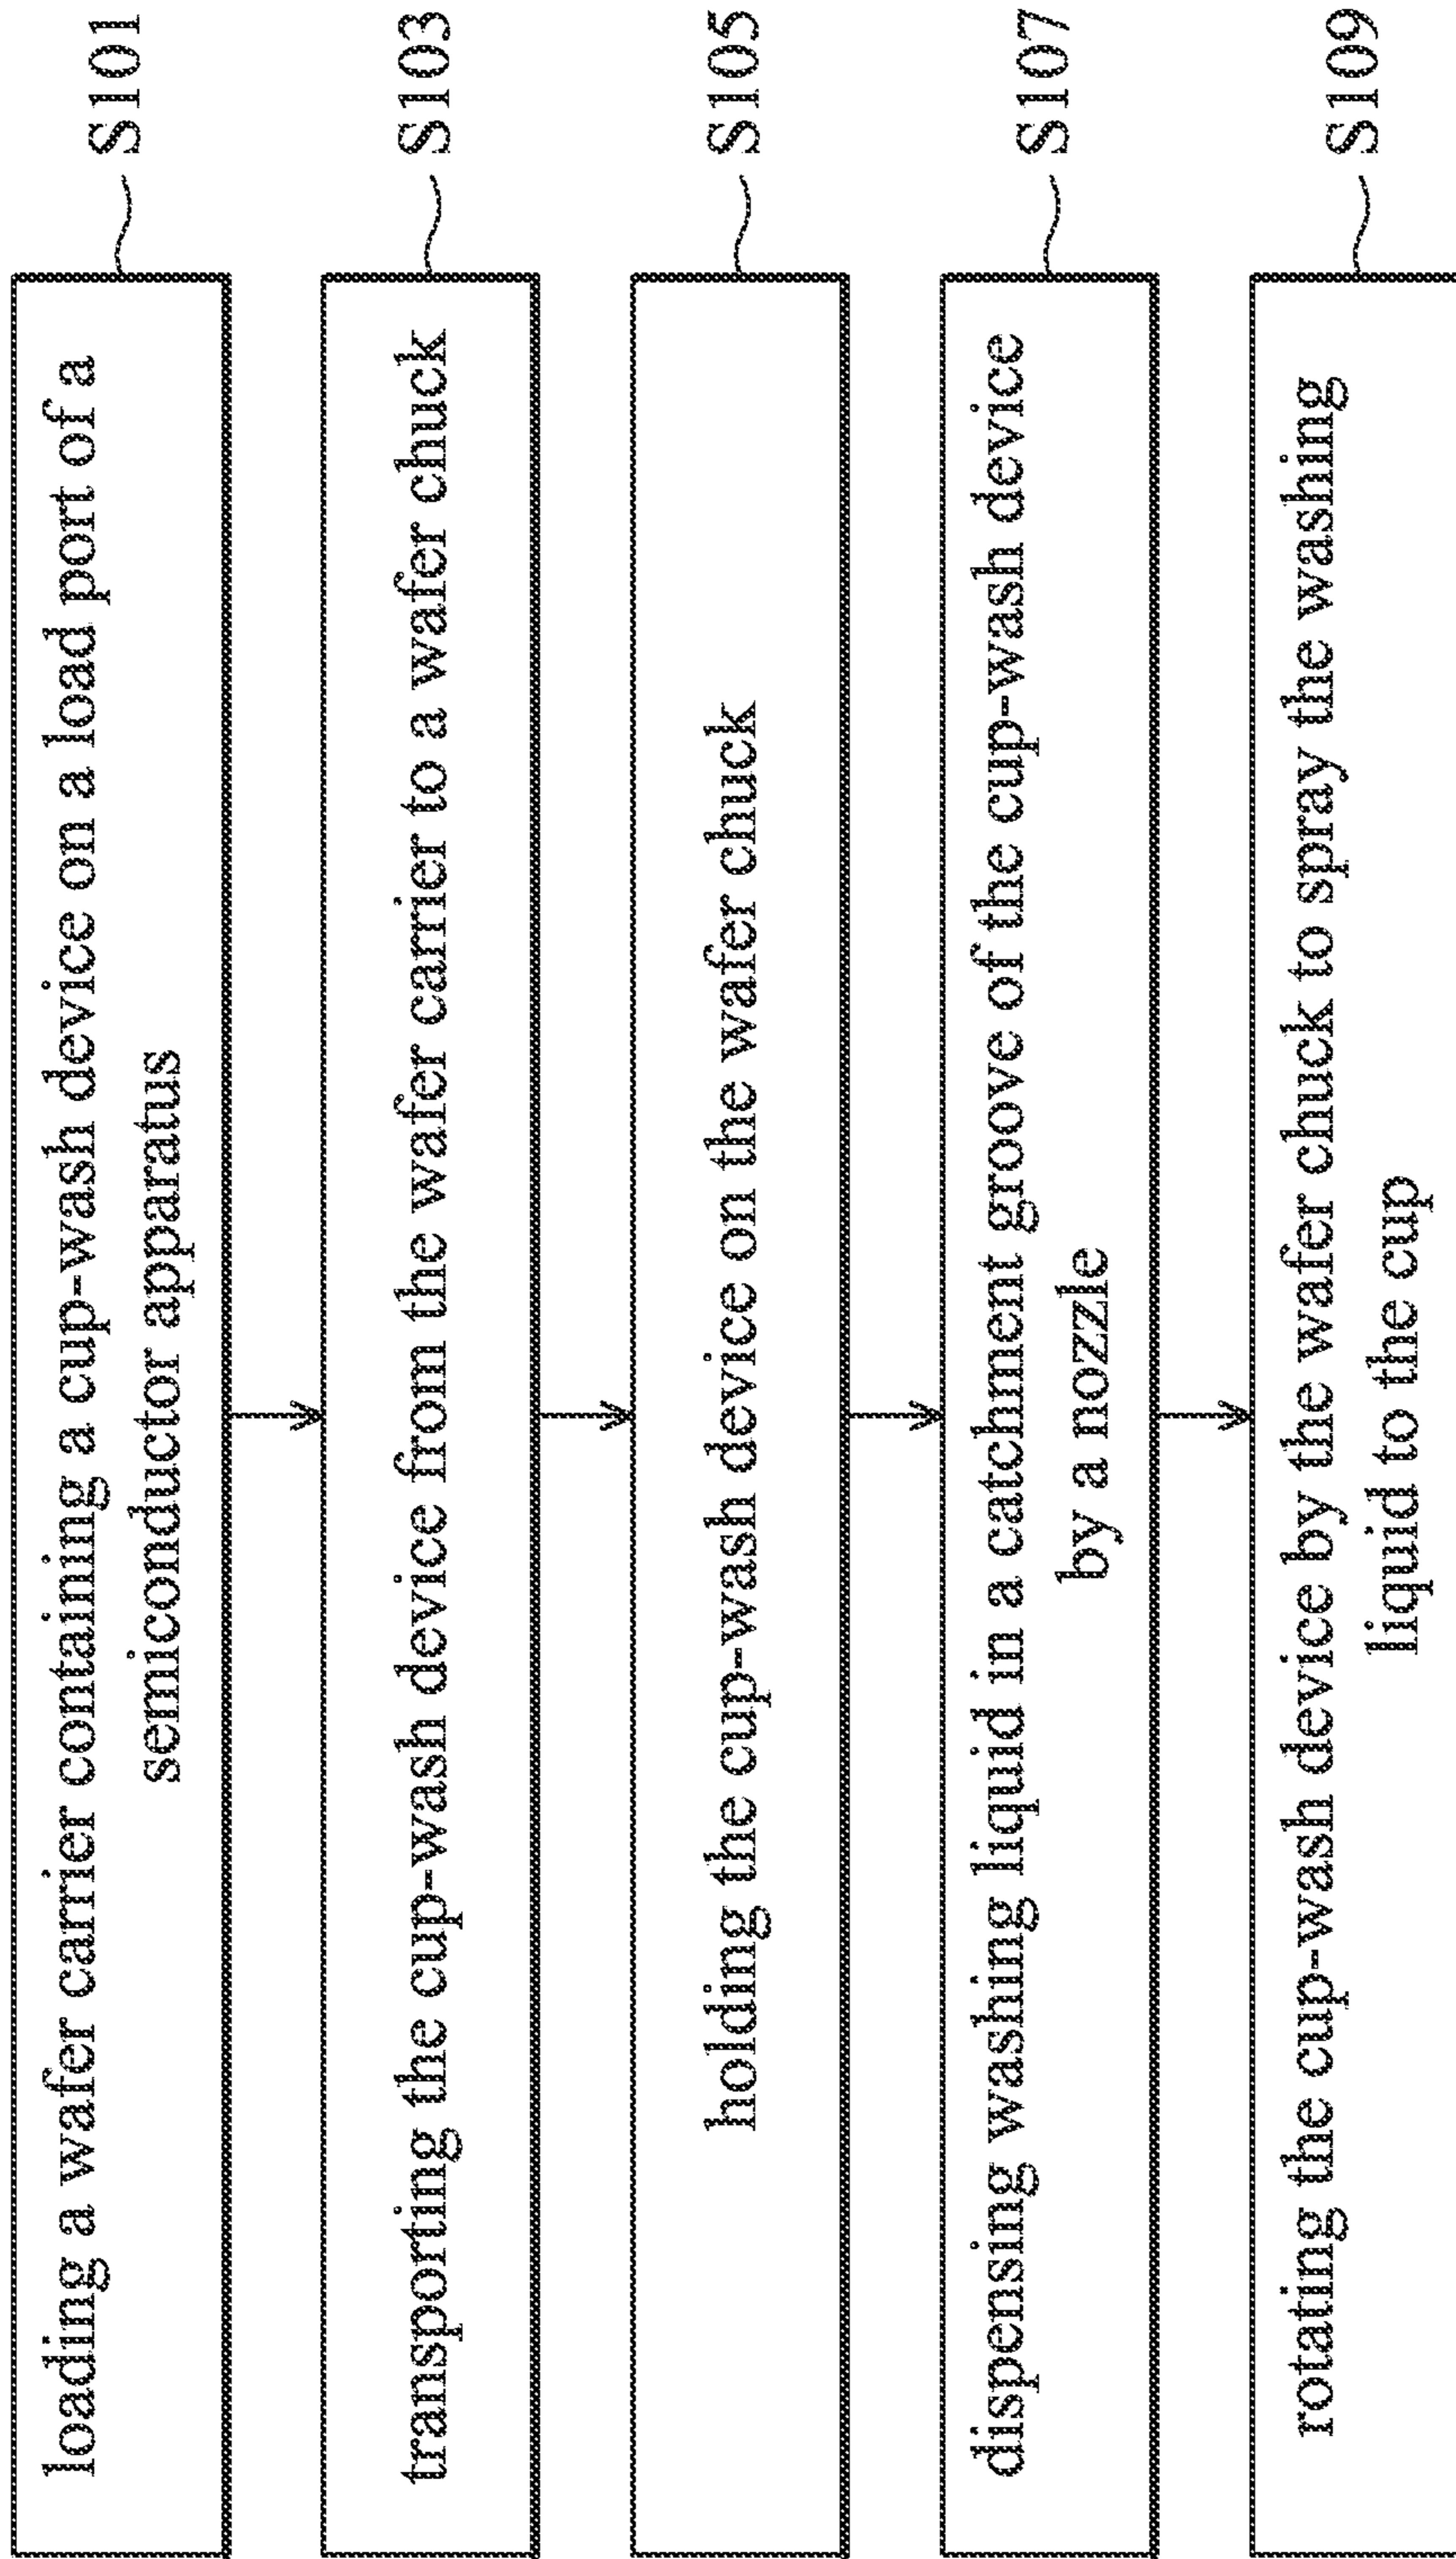 loading a wafer carrier containing a cup-wash device on a load port of a
semiconductor apparatus
S101
transporting the cup-wash device from the wafer carrier to a wafer chuck
S103
holding the cup-wash device on the wafer chuck
S105
dispensing washing liquid in a catchment groove of the cup-wash device
by a nozzle
S107
rotating the cup-wash device by the wafer chuck to spray the washing
liquid to the cup
S109